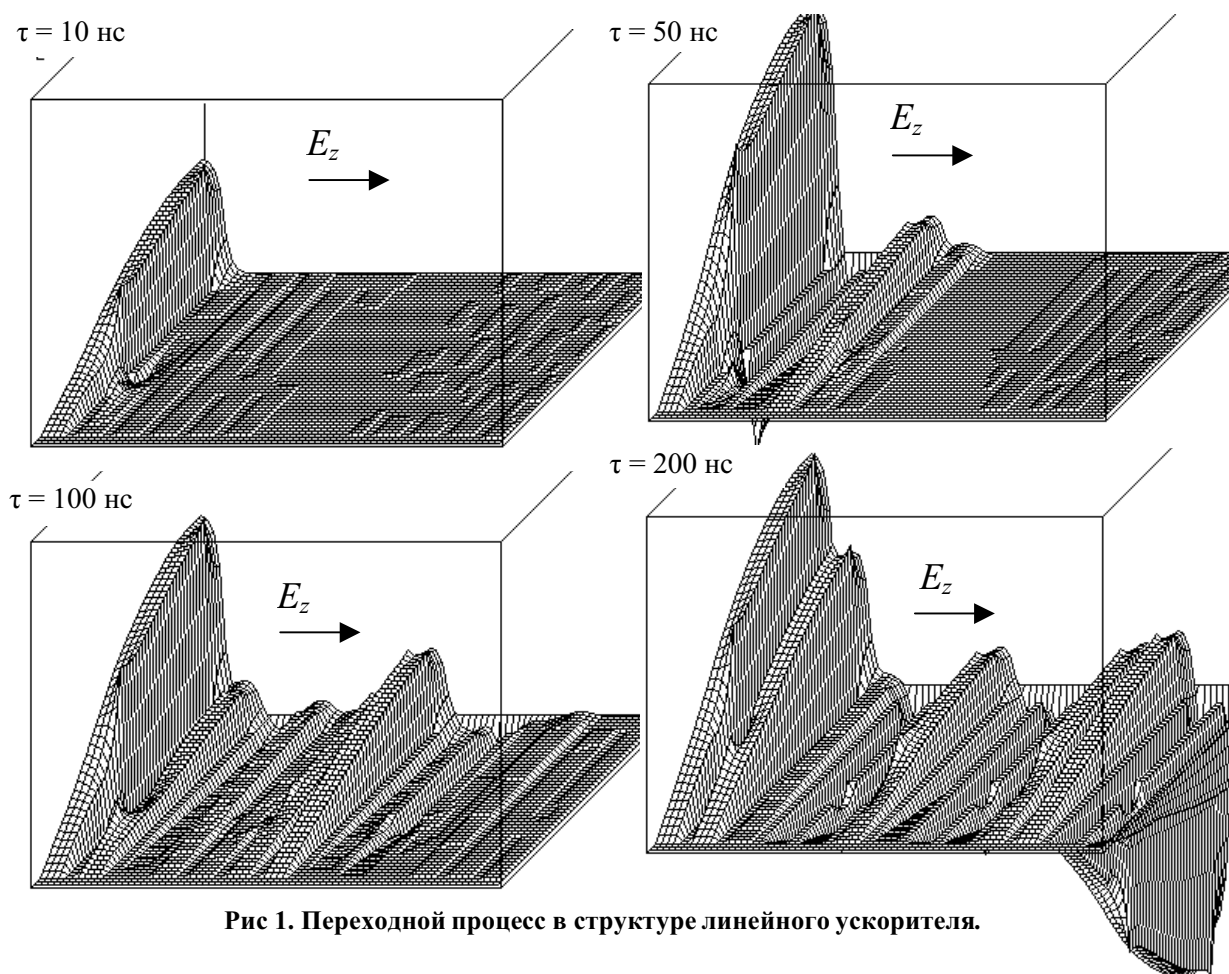 τ = 10 нс
τ = 50 нс
E_z
E_z
τ = 100 нс
τ = 200 нс
E_z
E_z
Рис 1. Переходной процесс в структуре линейного ускорителя.